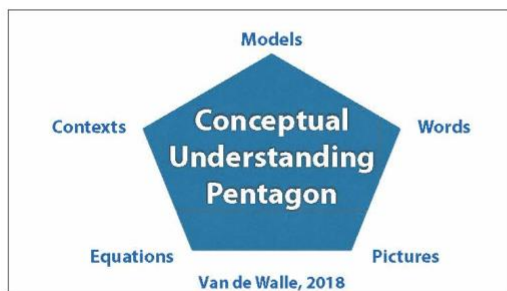 Models
Contexts
Words
Conceptual
Understanding
Pentagon
Equations
Pictures
Van de Walle, 2018